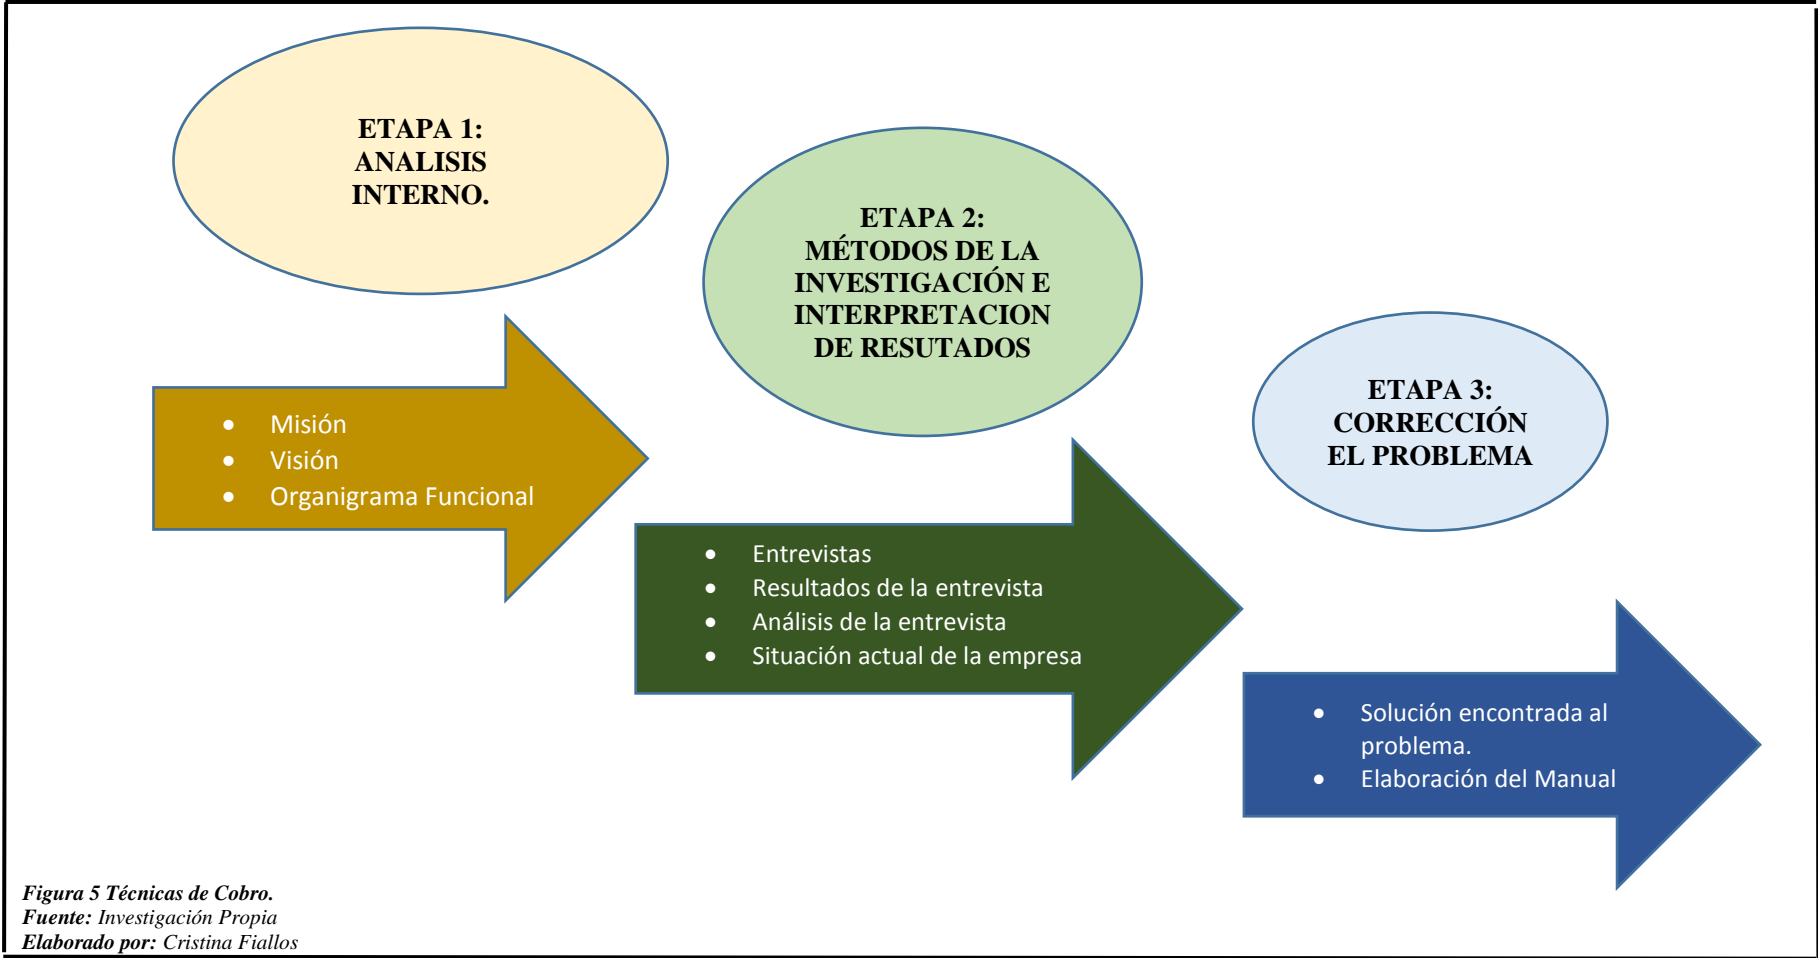 ETAPA 1:
ANALISIS
INTERNO.
• Misión
• Visión
• Organigrama Funcional
ETAPA 2:
MÉTODOS DE LA
INVESTIGACIÓN E
INTERPRETACION
DE RESUTADOS
• Entrevistas
• Resultados de la entrevista
• Análisis de la entrevista
• Situación actual de la empresa
ETAPA 3:
CORRECCIÓN
EL PROBLEMA
• Solución encontrada al
problema.
• Elaboración del Manual
Figura 5 Técnicas de Cobro.
Fuente: Investigación Propia
Elaborado por: Cristina Fiallos